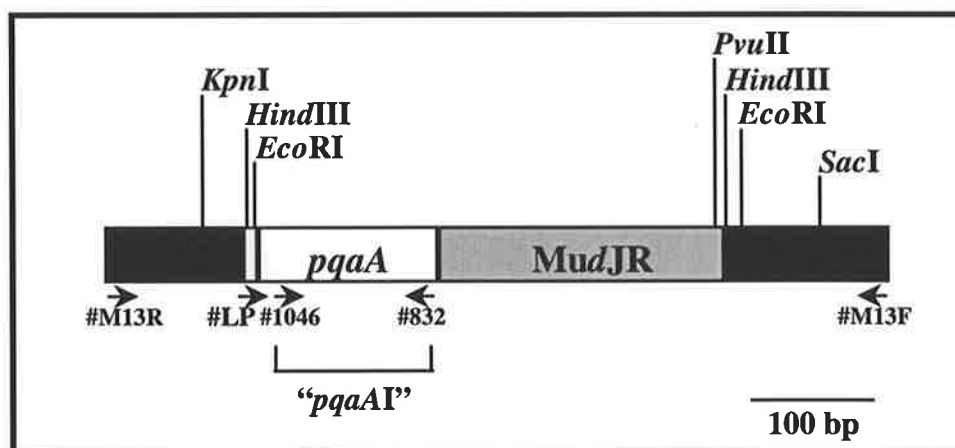 PvuII
KpnI
HindIII
HindIII
EcoRI
EcoRI
SacI
pqaA
MudJR
#M13R
#LP
#1046
#832
#M13F
“pqaAI”
100 bp